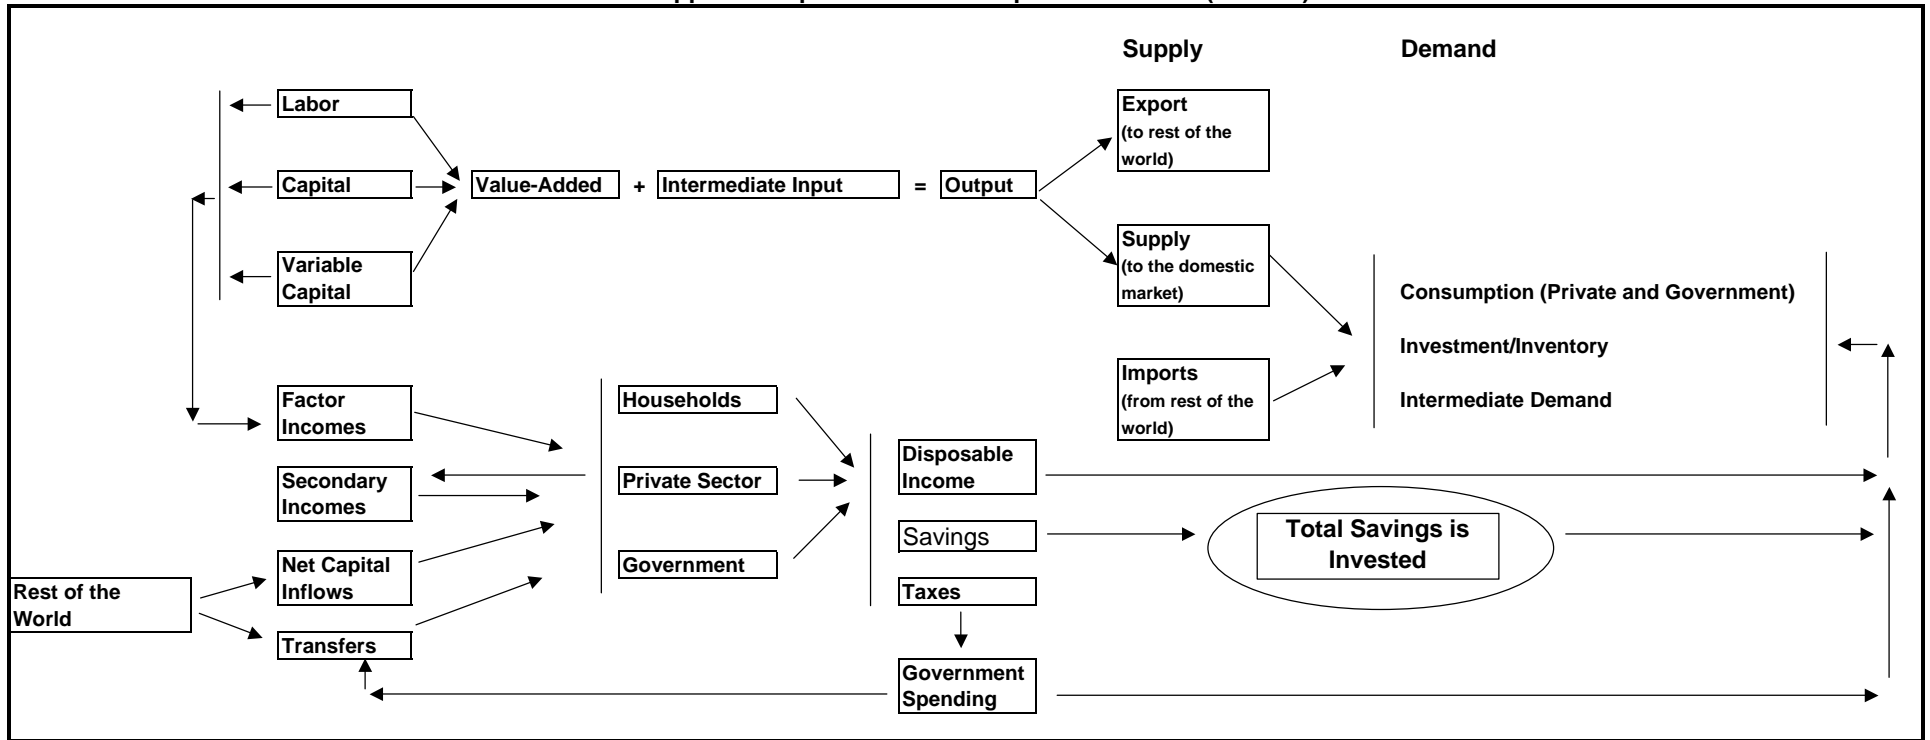 Supply Demand
Labor
Export
(to rest of the
world)
Capital
Value-Added + Intermediate Input = Output
Supply
(to the domestic
market)
Variable
Capital
Consumption (Private and Government)
Investment/Inventory
Intermediate Demand
Imports
(from rest of the
world)
Factor
Incomes
Households
Secondary
Incomes
Private Sector
Disposable
Income
Savings
Total Savings is
Invested
Net Capital
Inflows
Government
Taxes
Rest of the
World
Transfers
Government
Spending